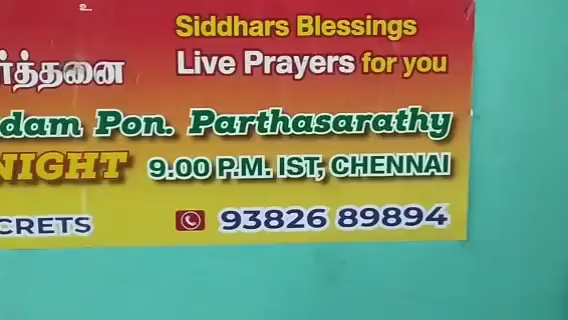 Siddhars Blessings
ர்த்தனை Live Prayers for you
dam Pon. Parthasarathy
NIGHT 9.00 P.M. IST, CHENNAI
CRETS 93826 89894